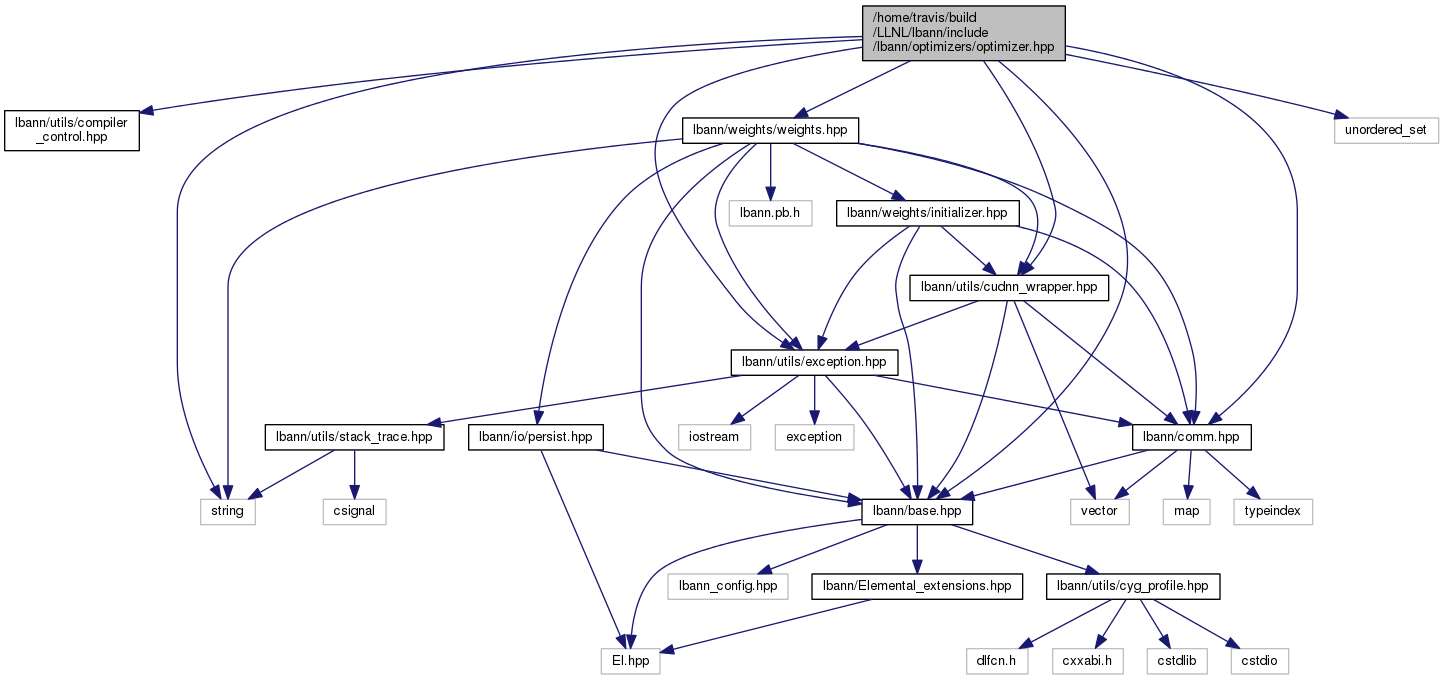 /home/travis/build
/LLNL/lbann/include
/lbann/optimizers/optimizer.hpp
lbann/utils/compiler
_control.hpp
lbann/weights/weights.hpp
unordered_set
lbann.pb.h
lbann/weights/initializer.hpp
lbann/utils/cudnn_wrapper.hpp
lbann/utils/exception.hpp
lbann/utils/stack_trace.hpp
lbann/io/persist.hpp
iostream
exception
lbann/comm.hpp
string
csignal
lbann/base.hpp
vector
map
typeindex
lbann_config.hpp
lbann/Elemental_extensions.hpp
lbann/utils/cyg_profile.hpp
El.hpp
dlfcn.h
cxxabi.h
cstdlib
cstdio